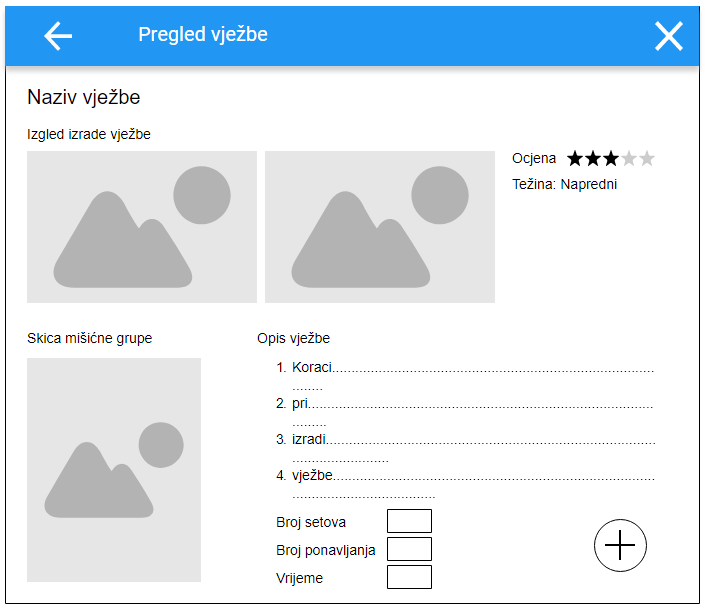 Pregled vježbe
Naziv vježbe
Izgled izrade vježbe
Ocjena
Težina: Napredni
Skica mišićne grupe
Opis vježbe
1. Koraci...................................................................................
........
2. pri.........................................................................................
.........
3. izradi.....................................................................................
.........................
4. vježbe...................................................................................
.....................................
Broj setova
Broj ponavljanja
Vrijeme